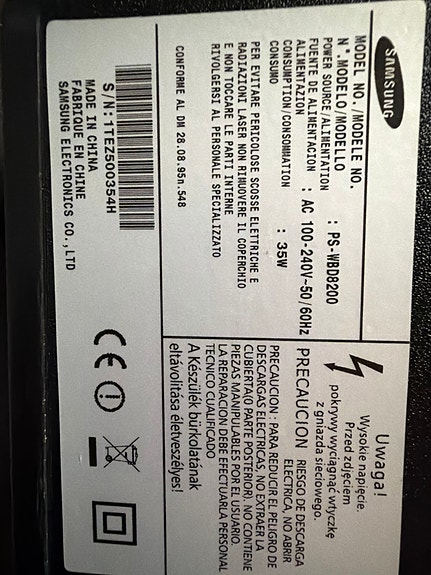 SAMSUNG
MODEL NO./MODELE NO.
N°.MODELO/MODELLO : PS-WBD8200
POWER SOURCE/ALIMENTATION
FUENTE DE ALIMENTACION : AC 100-240V~50/60Hz
ALIMENTAZION
CONSUMPTION/CONSOMMATION : 35W
CONSUMO
PER EVITARE PERICOLOSE SCOSSE ELETTRICHE E
RADIAZIONI LASER NON RIMUOVERE IL COPERCHIO
E NON TOCCARE LE PARTI INTERNE
RIVOLGERSI AL PERSONALE SPECIALIZZATO
CONFORME AL DM 28.08.95n.548
S/N:1TEZ500354H
MADE IN CHINA
FABRIQUE EN CHINE
SAMSUNG ELECTRONICS CO.,LTD
Uwaga!
Wysokie napięcie.
Przed zdjęciem
pokrywy wyciągnąć wtyczkę
z gniazda sieciowego.
PRECAUCION
RIESGO DE DESCARGA
ELECTRICA, NO ABRIR
PRECAUCION : PARA REDUCIR EL PELIGRO DE
DESCARGAS ELECTRICAS, NO EXTRAER LA
CUBIERTA(O PARTE POSTERIOR), NO CONTIENE
PIEZAS MANIPULABLES POR EL USUARIO.
LA REPARACION DEBE EFECTUARLA PERSONAL
TECNICO CUALIFICADO
A Készülék bürkolatának
eltávolítása életveszélyes!
CE